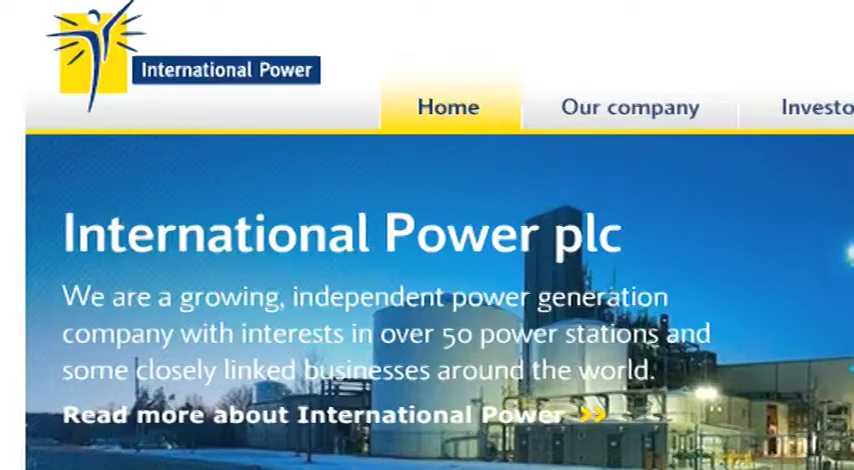 International Power
Home
Our company
Investo
International Power plc
We are a growing, independent power generation
company with interests in over 50 power stations and
some closely linked businesses around the world.
Read more about International Power »